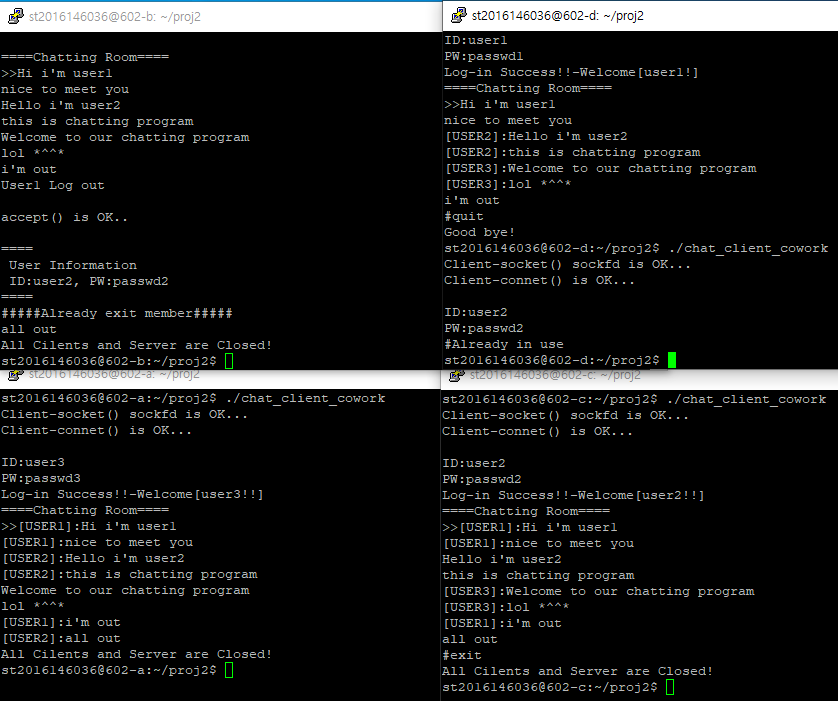 st2016146036@602-b: ~/proj2
====Chatting Room====
>>Hi i'm user1
nice to meet you
Hello i'm user2
this is chatting program
Welcome to our chatting program
lol *^^*
i'm out
User1 Log out
accept() is OK..
====
User Information
ID:user2, PW:passwd2
====
#####Already exit member#####
all out
All Cilents and Server are Closed!
st2016146036@602-b:~/proj2$
st2016146036@602-d: ~/proj2
ID:user1
PW:passwd1
Log-in Success!!-Welcome[user1!]
====Chatting Room====
>>Hi i'm user1
nice to meet you
[USER2]:Hello i'm user2
[USER2]:this is chatting program
[USER3]:Welcome to our chatting program
[USER3]:lol *^^*
i'm out
#quit
Good bye!
st2016146036@602-d:~/proj2$ ./chat_client_cowork
Client-socket() sockfd is OK...
Client-connet() is OK...
ID:user2
PW:passwd2
#Already in use
st2016146036@602-d:~/proj2$
st2016146036@602-a: ~/proj2
st2016146036@602-a:~/proj2$ ./chat_client_cowork
Client-socket() sockfd is OK...
Client-connet() is OK...
ID:user3
PW:passwd3
Log-in Success!!-Welcome[user3!!]
====Chatting Room====
>>[USER1]:Hi i'm user1
[USER1]:nice to meet you
[USER2]:Hello i'm user2
[USER2]:this is chatting program
Welcome to our chatting program
lol *^^*
[USER1]:i'm out
[USER2]:all out
All Cilents and Server are Closed!
st2016146036@602-a:~/proj2$
st2016146036@602-c: ~/proj2
st2016146036@602-c:~/proj2$ ./chat_client_cowork
Client-socket() sockfd is OK...
Client-connet() is OK...
ID:user2
PW:passwd2
Log-in Success!!-Welcome[user2!!]
====Chatting Room====
>>[USER1]:Hi i'm user1
[USER1]:nice to meet you
Hello i'm user2
this is chatting program
[USER3]:Welcome to our chatting program
[USER3]:lol *^^*
[USER1]:i'm out
all out
#exit
All Cilents and Server are Closed!
st2016146036@602-c:~/proj2$